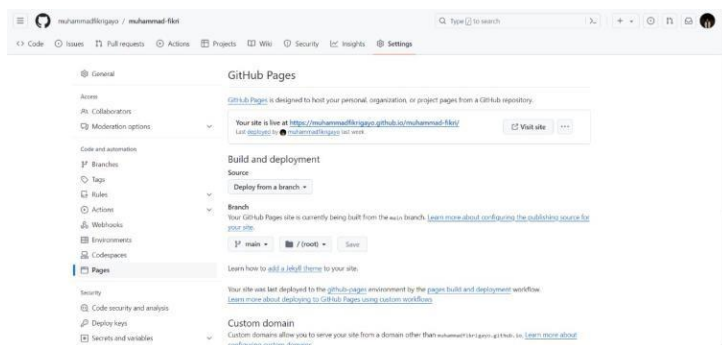 muhammadfikrigayo / muhammad-fikri
Type / to search
Code Issues Pull requests Actions Projects Wiki Security Insights Settings
General
Access
Collaborators
Moderation options
Code and automation
Branches
Tags
Rules
Actions
Webhooks
Environments
Codespaces
Pages
Security
Code security and analysis
Deploy keys
Secrets and variables
GitHub Pages
GitHub Pages is designed to host your personal, organization, or project pages from a GitHub repository.
Your site is live at https://muhammadfikrigayo.github.io/muhammad-fikri/
Last deployed by muhammadfikrigayo last week
Visit site
Build and deployment
Source
Deploy from a branch
Branch
Your GitHub Pages site is currently being built from the main branch. Learn more about configuring the publishing source for
your site.
main / (root) Save
Learn how to add a Jekyll theme to your site.
Your site was last deployed to the github-pages environment by the pages build and deployment workflow.
Learn more about deploying to GitHub Pages using custom workflows
Custom domain
Custom domains allow you to serve your site from a domain other than muhammadfikrigayo.github.io. Learn more about
configuring custom domains.